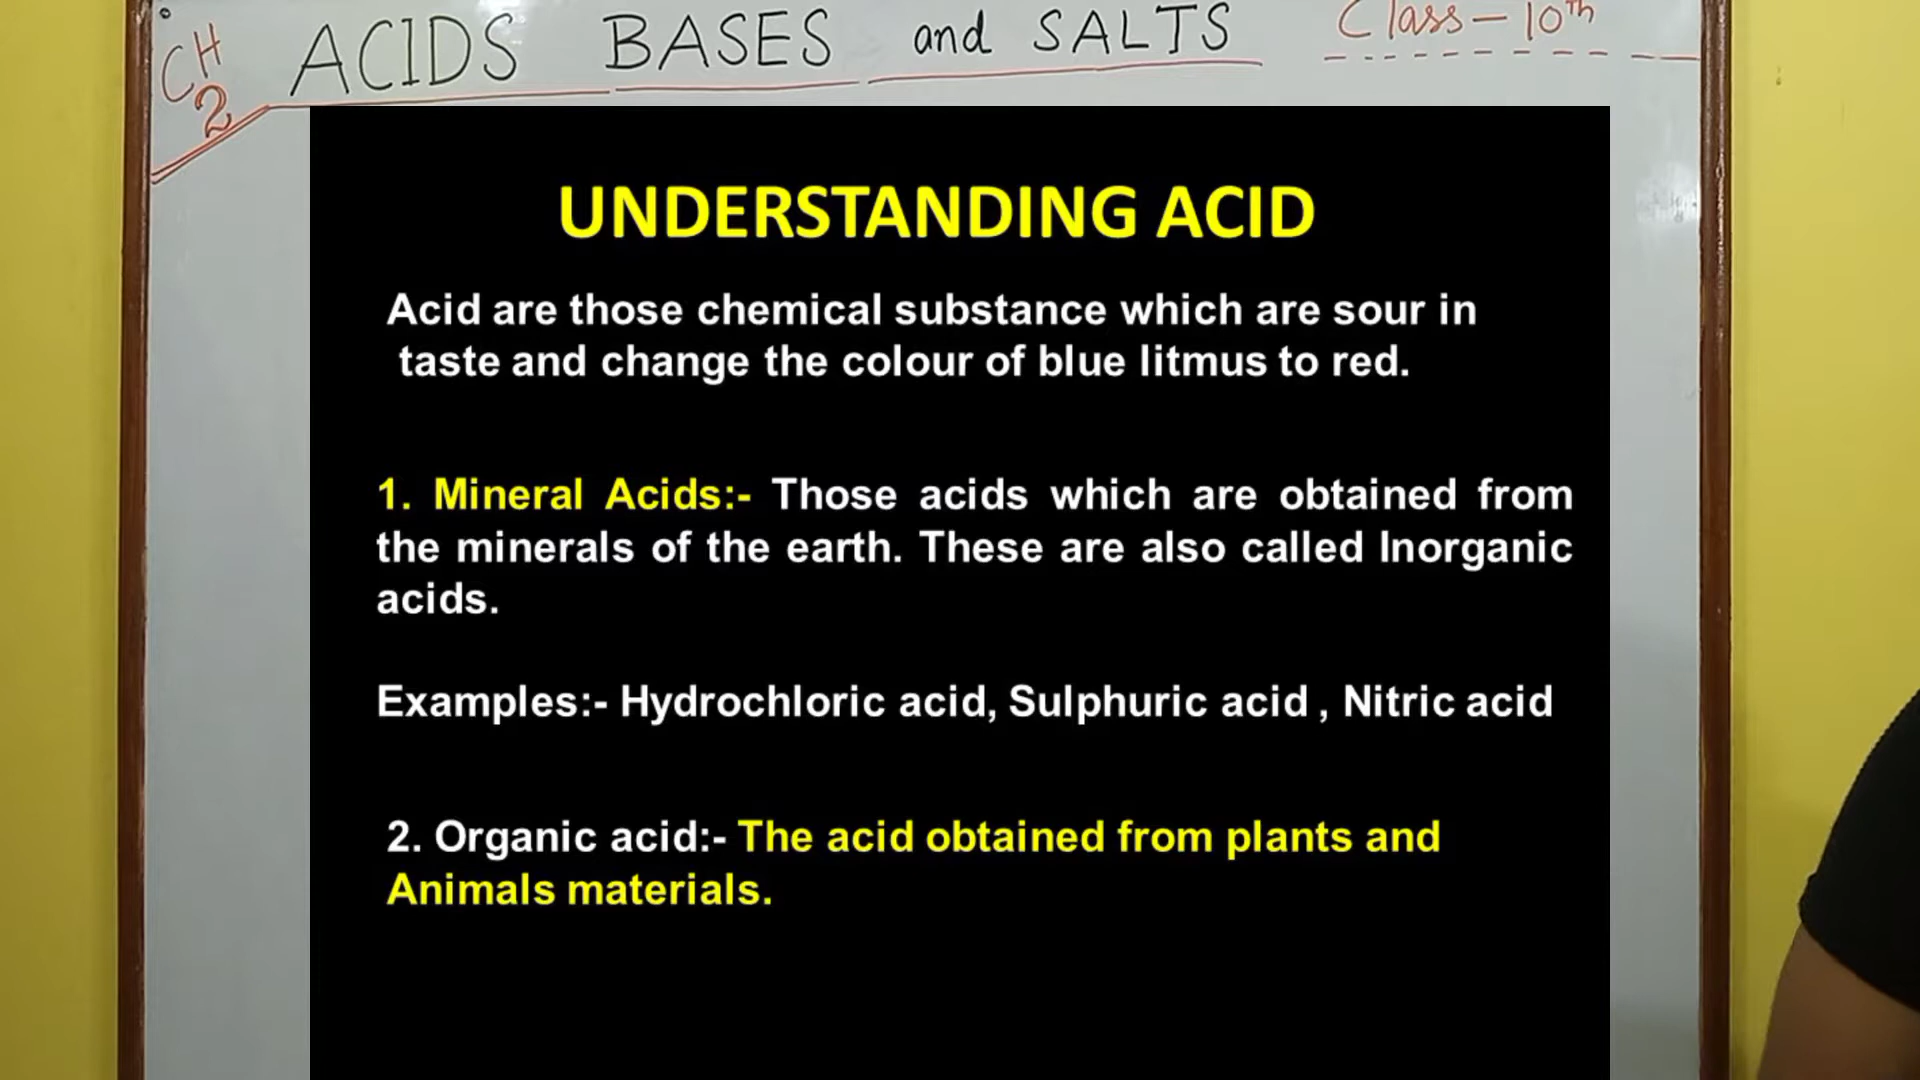 CH
2
ACIDS BASES and SALTS
Class - 10th
UNDERSTANDING ACID
Acid are those chemical substance which are sour in
taste and change the colour of blue litmus to red.
1. Mineral Acids:- Those acids which are obtained from
the minerals of the earth. These are also called Inorganic
acids.
Examples:- Hydrochloric acid, Sulphuric acid , Nitric acid
2. Organic acid:- The acid obtained from plants and
Animals materials.